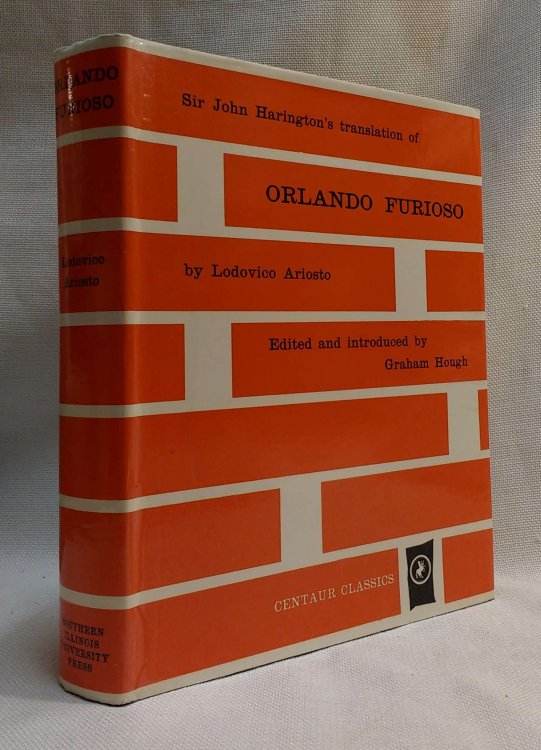 ORLANDO
FURIOSO
Lodovico
Ariosto
SOUTHERN
ILLINOIS
UNIVERSITY
PRESS
Sir John Harington's translation of
ORLANDO FURIOSO
by Lodovico Ariosto
Edited and introduced by
Graham Hough
CENTAUR CLASSICS